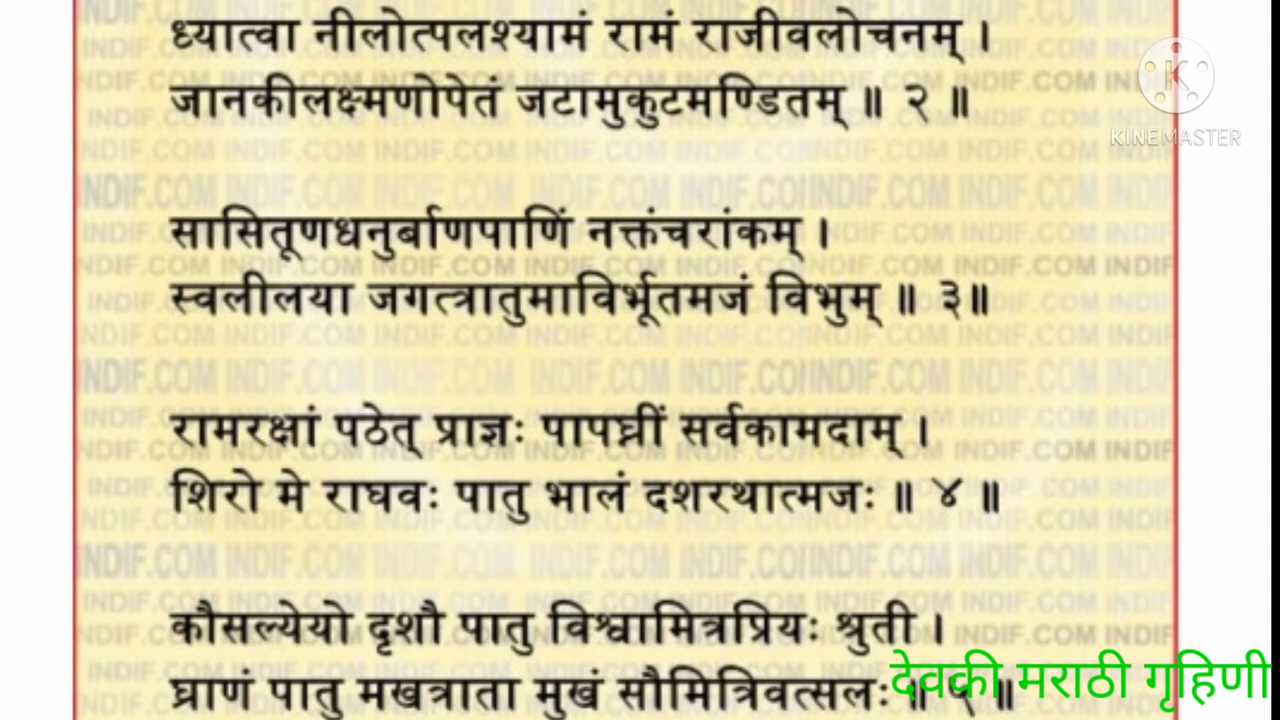 ध्यात्वा नीलोत्पलश्यामं रामं राजीवलोचनम् ।
जानकीलक्ष्मणोपेतं जटामुकुटमण्डितम् ॥ २ ॥
KINEMASTER
सासितूणधनुर्बाणपाणिं नक्तंचरांकम् ।
स्वलीलया जगत्त्रातुमाविर्भूतमजं विभुम् ॥ ३॥
रामरक्षां पठेत् प्राज्ञः पापघ्नीं सर्वकामदाम् ।
शिरो मे राघवः पातु भालं दशरथात्मजः ॥ ४ ॥
कौसल्येयो दृशौ पातु विश्वामित्रप्रियः श्रुती ।
घ्राणं पातु मखत्राता मुखं सौमित्रिवत्सलः ॥ ५ ॥
देवकी मराठी गृहिणी